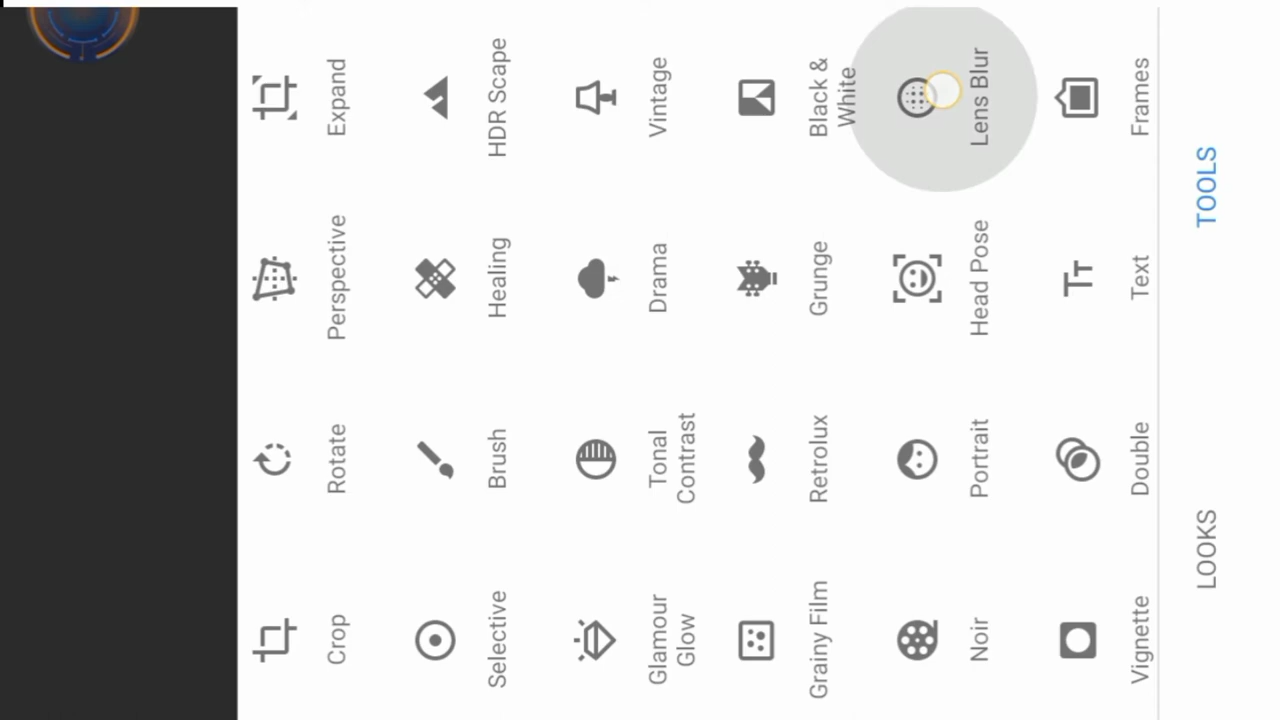 Crop
Rotate
Perspective
Expand
Selective
Brush
Healing
HDR Scape
Glamour
Glow
Tonal
Contrast
Drama
Vintage
Grainy Film
Retrolux
Grunge
Black &
White
Noir
Portrait
Head Pose
Lens Blur
Vignette
Double
Text
Frames
LOOKS
TOOLS